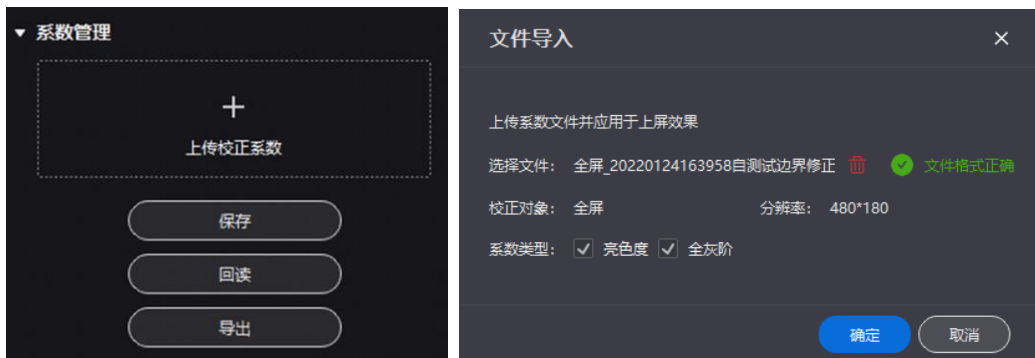 系数管理
上传校正系数
保存
回读
导出
文件导入
上传系数文件并应用于上屏效果
选择文件： 全屏_20220124163958自测试边界修正 文件格式正确
校正对象： 全屏 分辨率： 480*180
系数类型： 亮色度 全灰阶
确定 取消